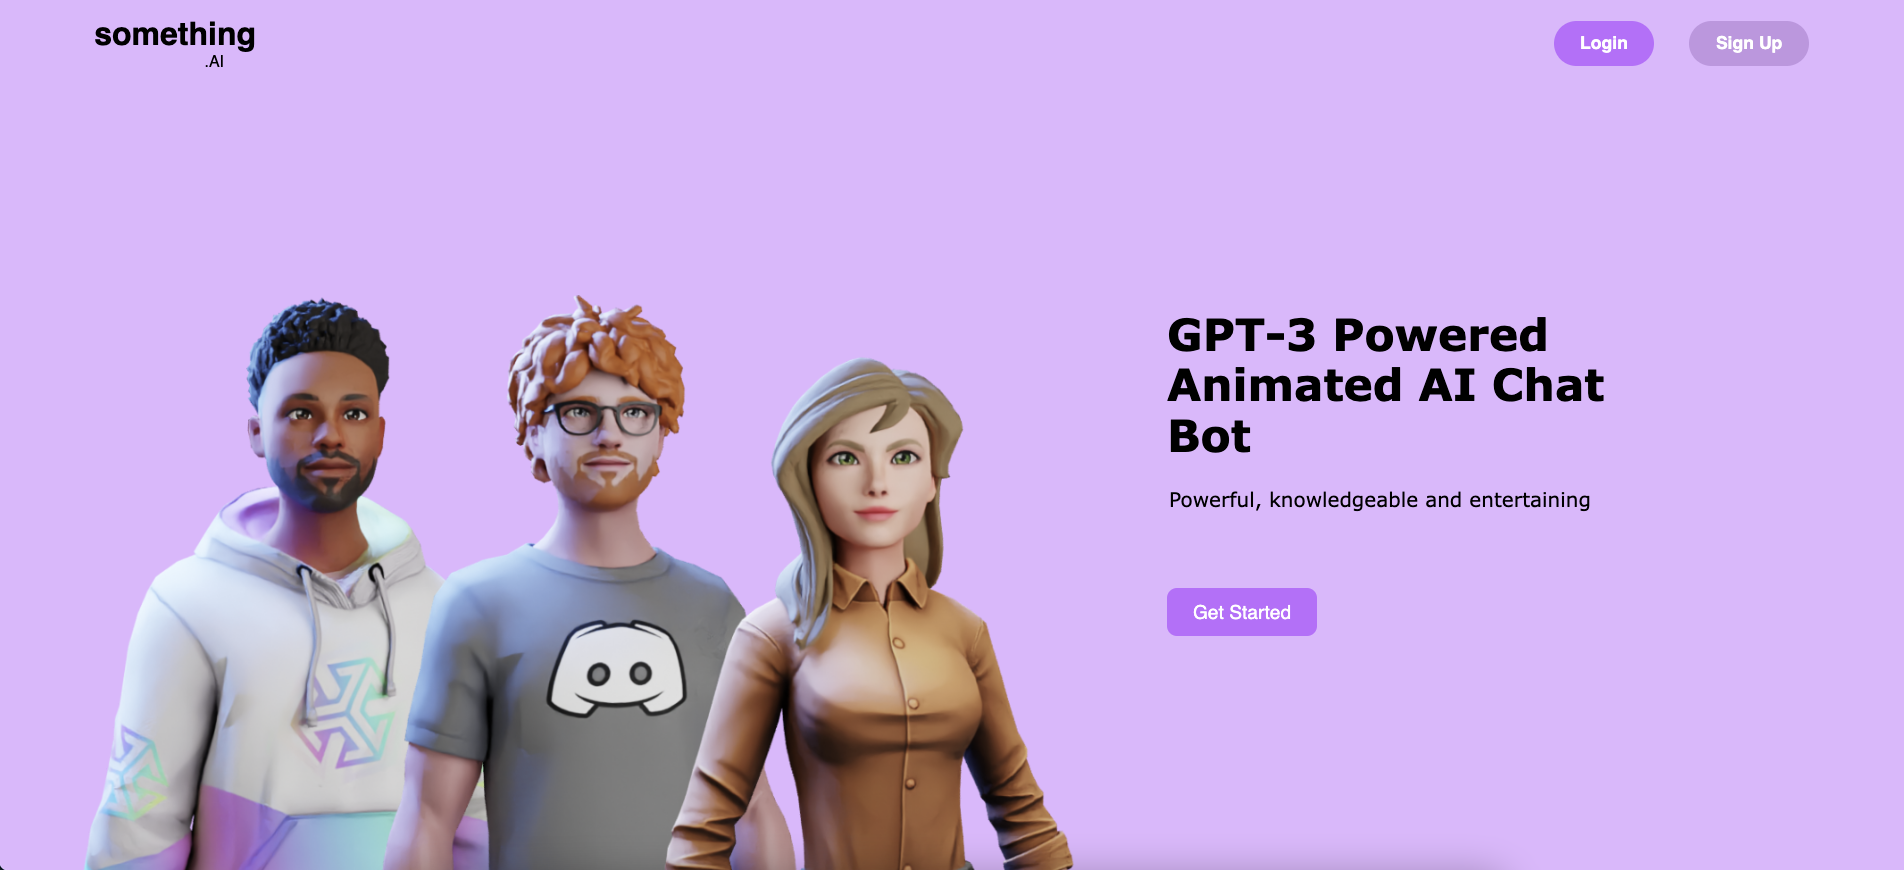 something
.AI
Login
Sign Up
GPT-3 Powered
Animated AI Chat
Bot
Powerful, knowledgeable and entertaining
Get Started